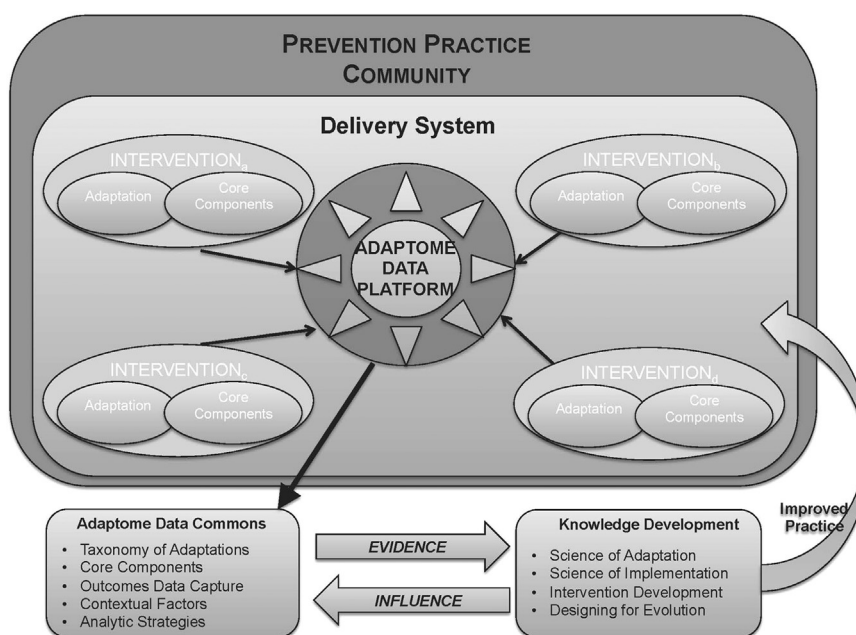 PREVENTION PRACTICE
COMMUNITY
Delivery System
INTERVENTIONa
Adaptation
Core
Components
INTERVENTIONb
Adaptation
Core
Components
ADAPTOME
DATA
PLATFORM
INTERVENTIONc
Adaptation
Core
Components
INTERVENTIONd
Adaptation
Core
Components
Adaptome Data Commons
• Taxonomy of Adaptations
• Core Components
• Outcomes Data Capture
• Contextual Factors
• Analytic Strategies
EVIDENCE
INFLUENCE
Knowledge Development
• Science of Adaptation
• Science of Implementation
• Intervention Development
• Designing for Evolution
Improved
Practice